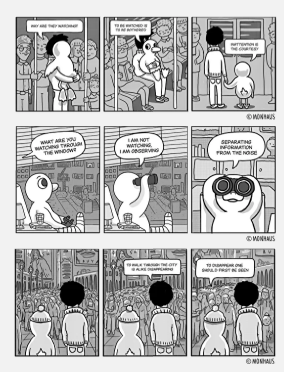 WHY ARE THEY WATCHING?
TO BE WATCHED IS
TO BE BOTHERED
INATTENTION IS
THE COURTESY
© MONHAUS
WHAT ARE YOU
WATCHING THROUGH
THE WINDOW?
I AM NOT
WATCHING,
I AM OBSERVING
SEPARATING
INFORMATION
FROM THE NOISE
© MONHAUS
TO WALK THROUGH THE CITY
IS ALIKE DISAPPEARING
TO DISAPPEAR ONE
SHOULD FIRST BE SEEN
© MONHAUS